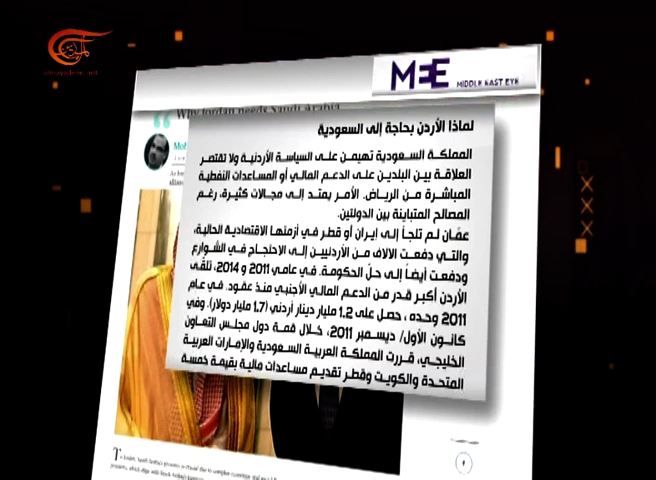 الميادين
almayadeen.net
MEE MIDDLE EAST EYE
Why Jordan needs Saudi Arabia
لماذا الأردن بحاجة إلى السعودية
المملكة السعودية تهيمن على السياسة الأردنية ولا تقتصر
العلاقة بين البلدين على الدعم المالي أو المساعدات النفطية
المباشرة من الرياض. الأمر يمتد إلى مجالات كثيرة، رغم
المصالح المتباينة بين الدولتين.
عمّان لم تلجأ إلى إيران أو قطر في أزمتها الاقتصادية الحالية،
والتي دفعت الالاف من الأردنيين إلى الاحتجاج في الشوارع
ودفعت أيضاً إلى حلّ الحكومة. في عامي 2011 و 2014، تلقّى
الأردن أكبر قدر من الدعم المالي الأجنبي منذ عقود. في عام
2011 وحده، حصل على 1.2 مليار دينار أردني (1.7 مليار دولار). وفي
كانون الأول/ ديسمبر 2011، خلال قمة دول مجلس التعاون
الخليجي، قررت المملكة العربية السعودية والإمارات العربية
المتحدة والكويت وقطر تقديم مساعدات مالية بقيمة خمسة